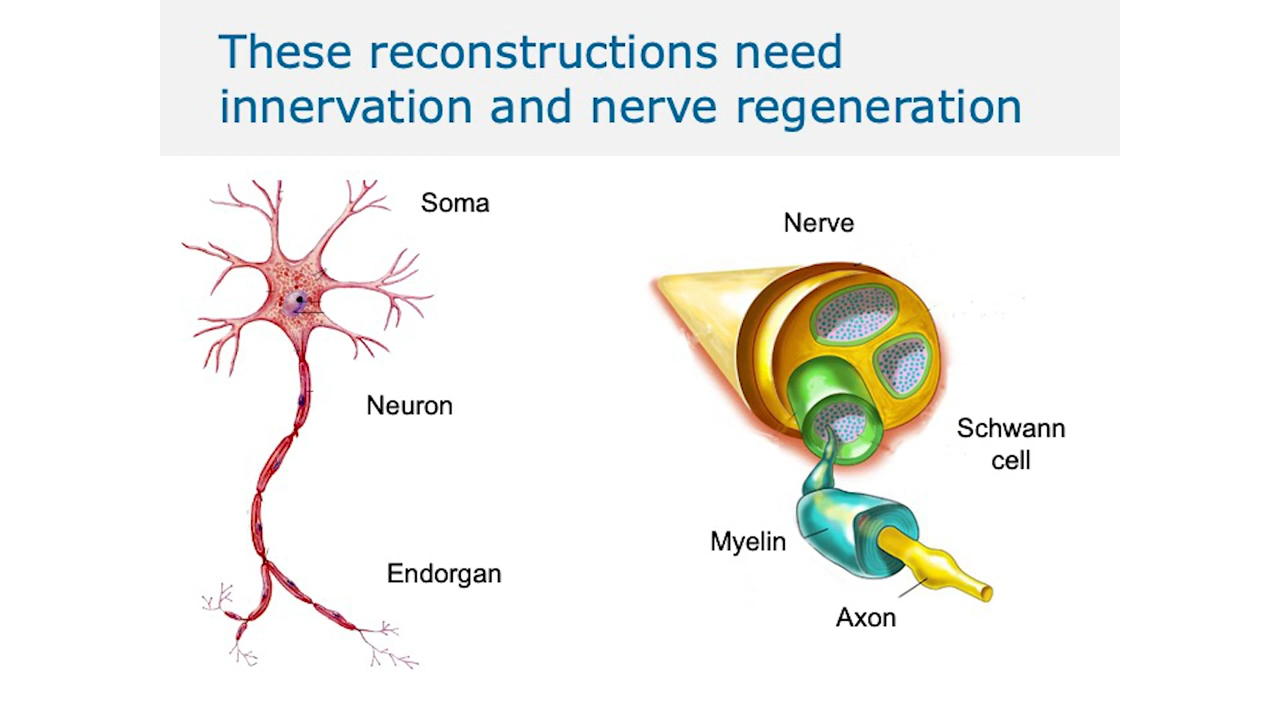 These reconstructions need
innervation and nerve regeneration
Soma
Neuron
Endorgan
Nerve
Schwann
cell
Myelin
Axon